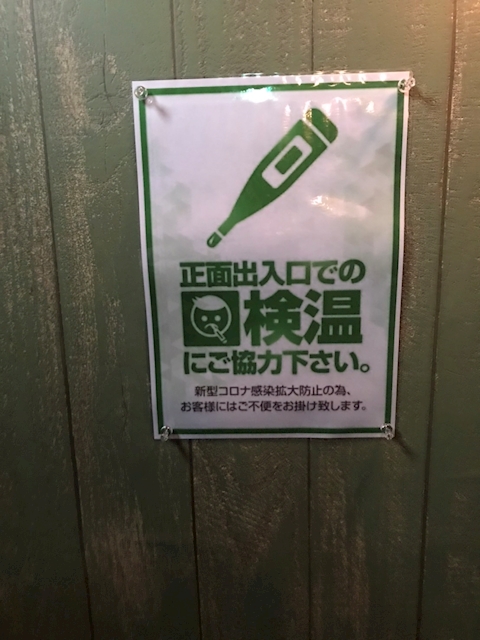 正面出入口での
検温
にご協力下さい。
新型コロナ感染拡大防止の為、
お客様にはご不便をお掛け致します。